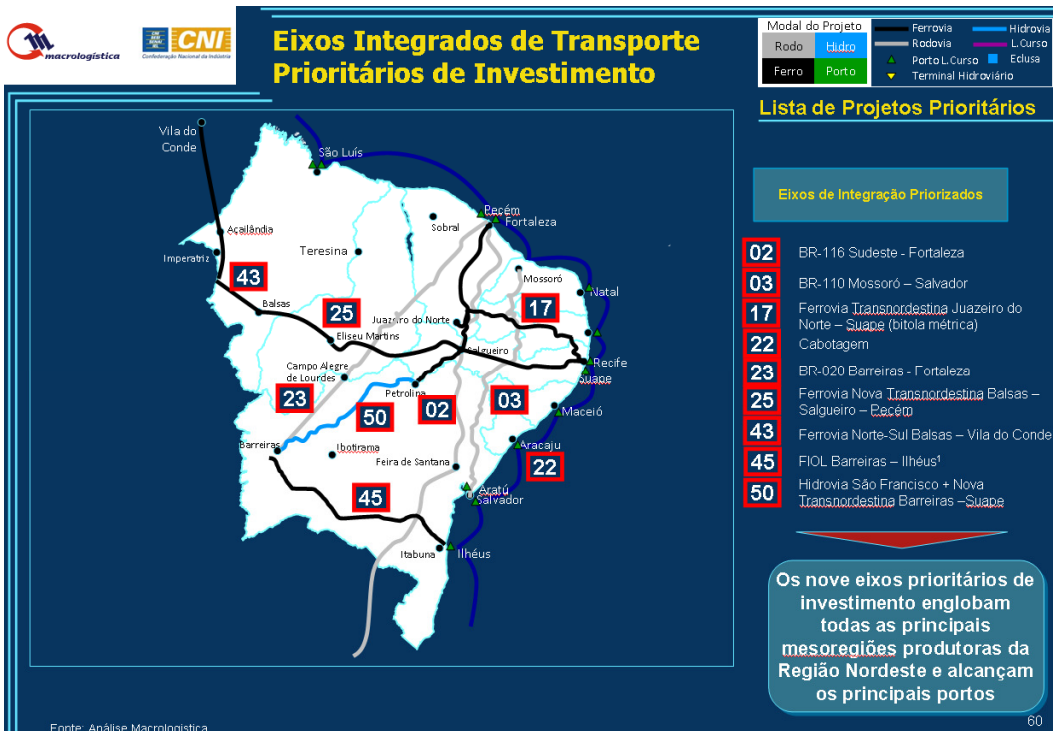 macrologística
CNI
SESI
SENAI
IEL
Confederação Nacional da Indústria
Eixos Integrados de Transporte
Prioritários de Investimento
Modal do Projeto
Rodo
Hidro
Ferro
Porto
Ferrovia
Hidrovia
Rodovia
L.Curso
Porto L.Curso
Eclusa
Terminal Hidroviário
Lista de Projetos Prioritários
Vila do
Conde
São Luís
Pecém
Fortaleza
Sobral
Açailândia
Teresina
Imperatriz
43
Mossoró
Natal
17
Balsas
25
Juazeiro do Norte
Eliseu Martins
Salgueiro
Recife
Suape
Campo Alegre
de Lourdes
Petrolina
23
50
02
03
Maceió
Barreiras
Ibotirama
Feira de Santana
Aracaju
22
45
Aratú
Salvador
Itabuna
Ilhéus
Eixos de Integração Priorizados
02 BR-116 Sudeste - Fortaleza
03 BR-110 Mossoró – Salvador
17 Ferrovia Transnordestina Juazeiro do
Norte – Suape (bitola métrica)
22 Cabotagem
23 BR-020 Barreiras - Fortaleza
25 Ferrovia Nova Transnordestina Balsas –
Salgueiro – Pecém
43 Ferrovia Norte-Sul Balsas – Vila do Conde
45 FIOL Barreiras – Ilhéus¹
50 Hidrovia São Francisco + Nova
Transnordestina Barreiras –Suape
Os nove eixos prioritários de
investimento englobam
todas as principais
mesoregiões produtoras da
Região Nordeste e alcançam
os principais portos
Fonte: Análise Macrologística
60